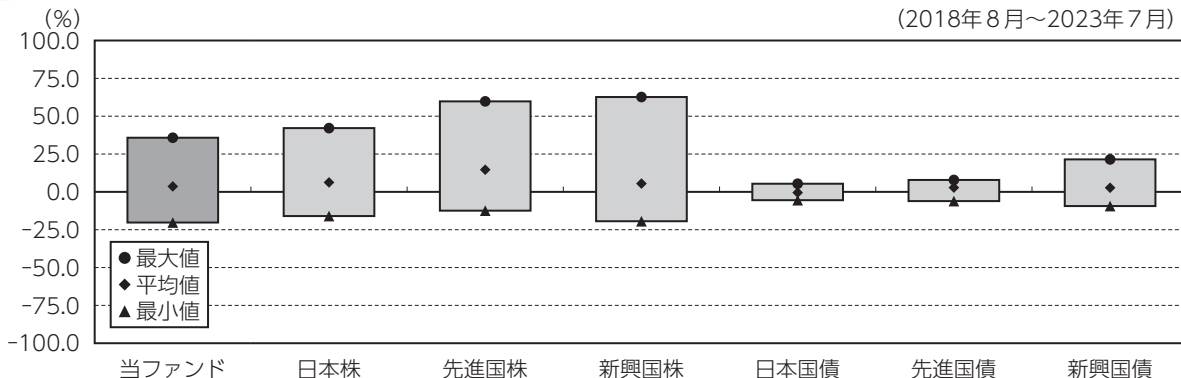 (%)
(2018年8月～2023年7月)
100.0
75.0
50.0
25.0
0.0
-25.0
-50.0
-75.0
-100.0
●最大値
◆平均値
▲最小値
当ファンド 日本株 先進国株 新興国株 日本国債 先進国債 新興国債